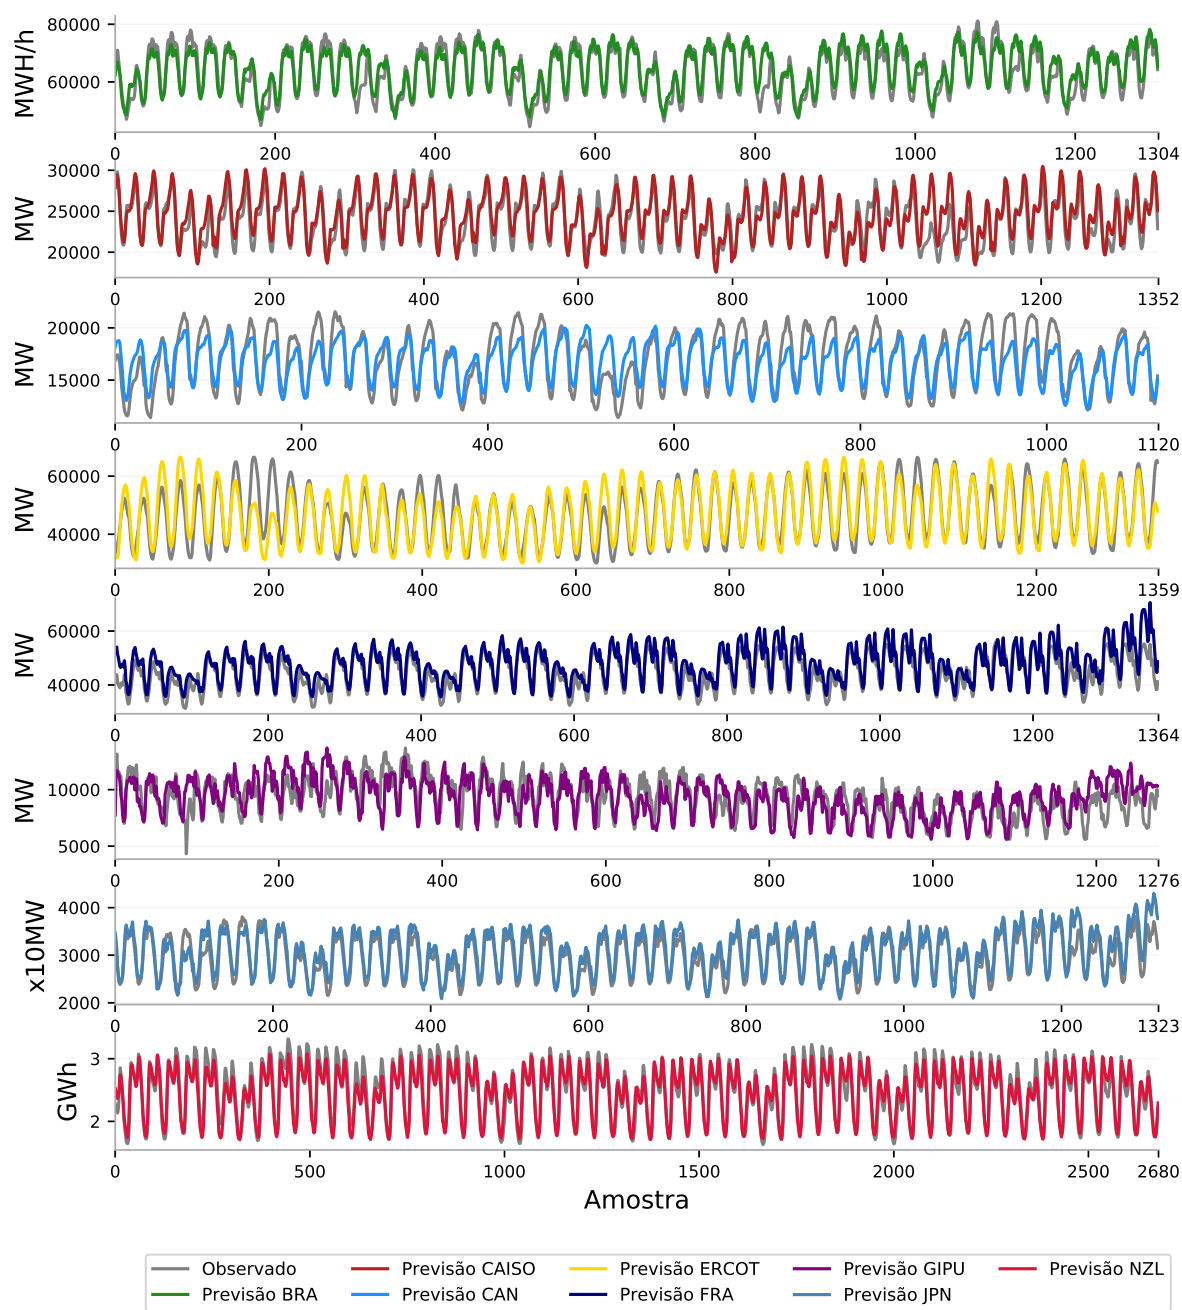 80000
60000
MWH/h
0 200 400 600 800 1000 1200 1304
30000
25000
20000
MW
0 200 400 600 800 1000 1200 1352
20000
15000
MW
0 200 400 600 800 1000 1120
60000
40000
MW
0 200 400 600 800 1000 1200 1359
60000
40000
MW
0 200 400 600 800 1000 1200 1364
10000
5000
MW
0 200 400 600 800 1000 1200 1276
4000
3000
2000
x10MW
0 200 400 600 800 1000 1200 1323
3
2
GWh
0 500 1000 1500 2000 2500 2680
Amostra
Observado Previsão CAISO Previsão ERCOT Previsão GIPU Previsão NZL
Previsão BRA Previsão CAN Previsão FRA Previsão JPN